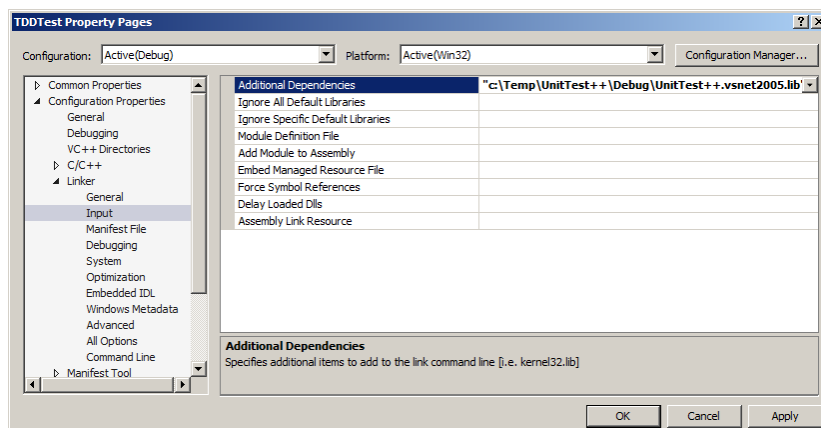 TDDTest Property Pages
Configuration: Active(Debug) Platform: Active(Win32) Configuration Manager...
Common Properties
Configuration Properties
General
Debugging
VC++ Directories
C/C++
Linker
General
Input
Manifest File
Debugging
System
Optimization
Embedded IDL
Windows Metadata
Advanced
All Options
Command Line
Manifest Tool
Additional Dependencies "c:\Temp\UnitTest++\Debug\UnitTest++.vsnet2005.lib"
Ignore All Default Libraries
Ignore Specific Default Libraries
Module Definition File
Add Module to Assembly
Embed Managed Resource File
Force Symbol References
Delay Loaded Dlls
Assembly Link Resource
Additional Dependencies
Specifies additional items to add to the link command line [i.e. kernel32.lib]
OK Cancel Apply